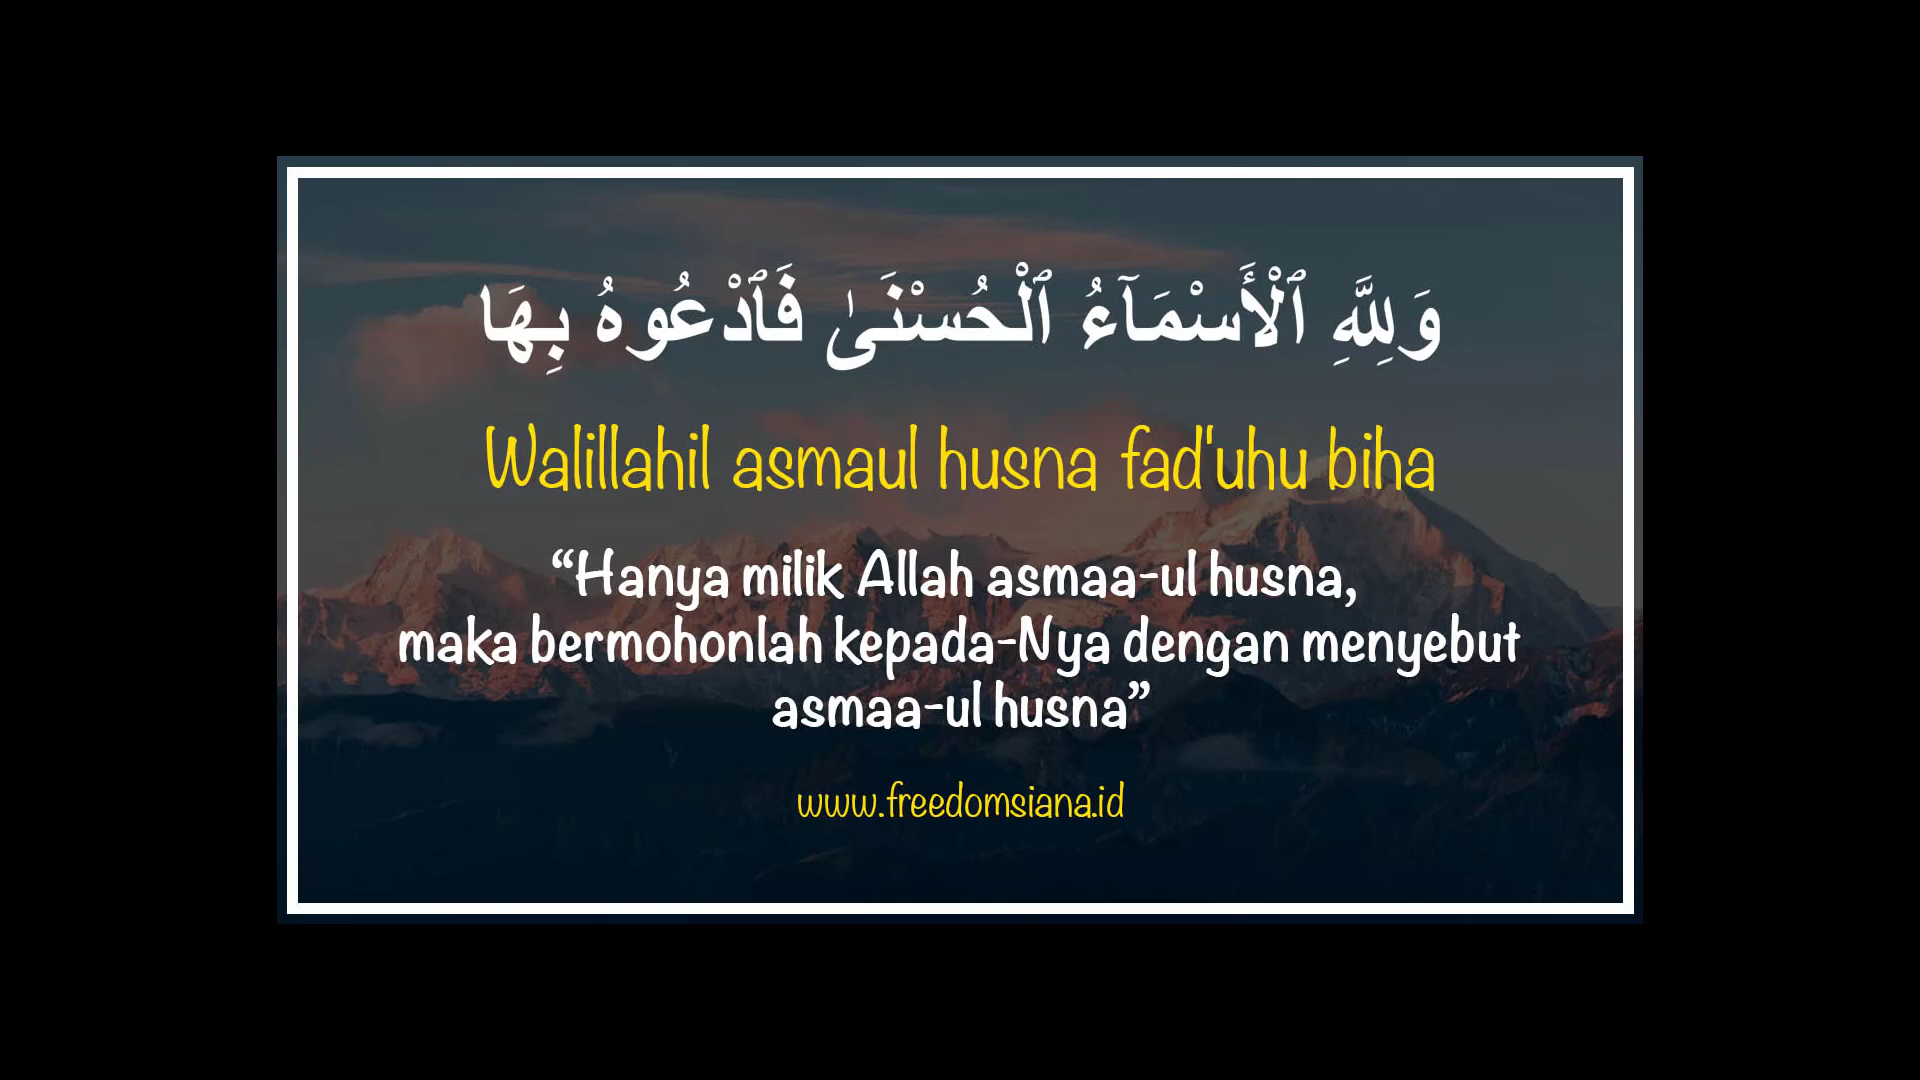 وَلِلَّهِ ٱلْأَسْمَآءُ ٱلْحُسْنَىٰ فَٱدْعُوهُ بِهَا
Walillahil asmaul husna fad'uhu biha
“Hanya milik Allah asmaa-ul husna,
maka bermohonlah kepada-Nya dengan menyebut
asmaa-ul husna”
www.freedomsiana.id